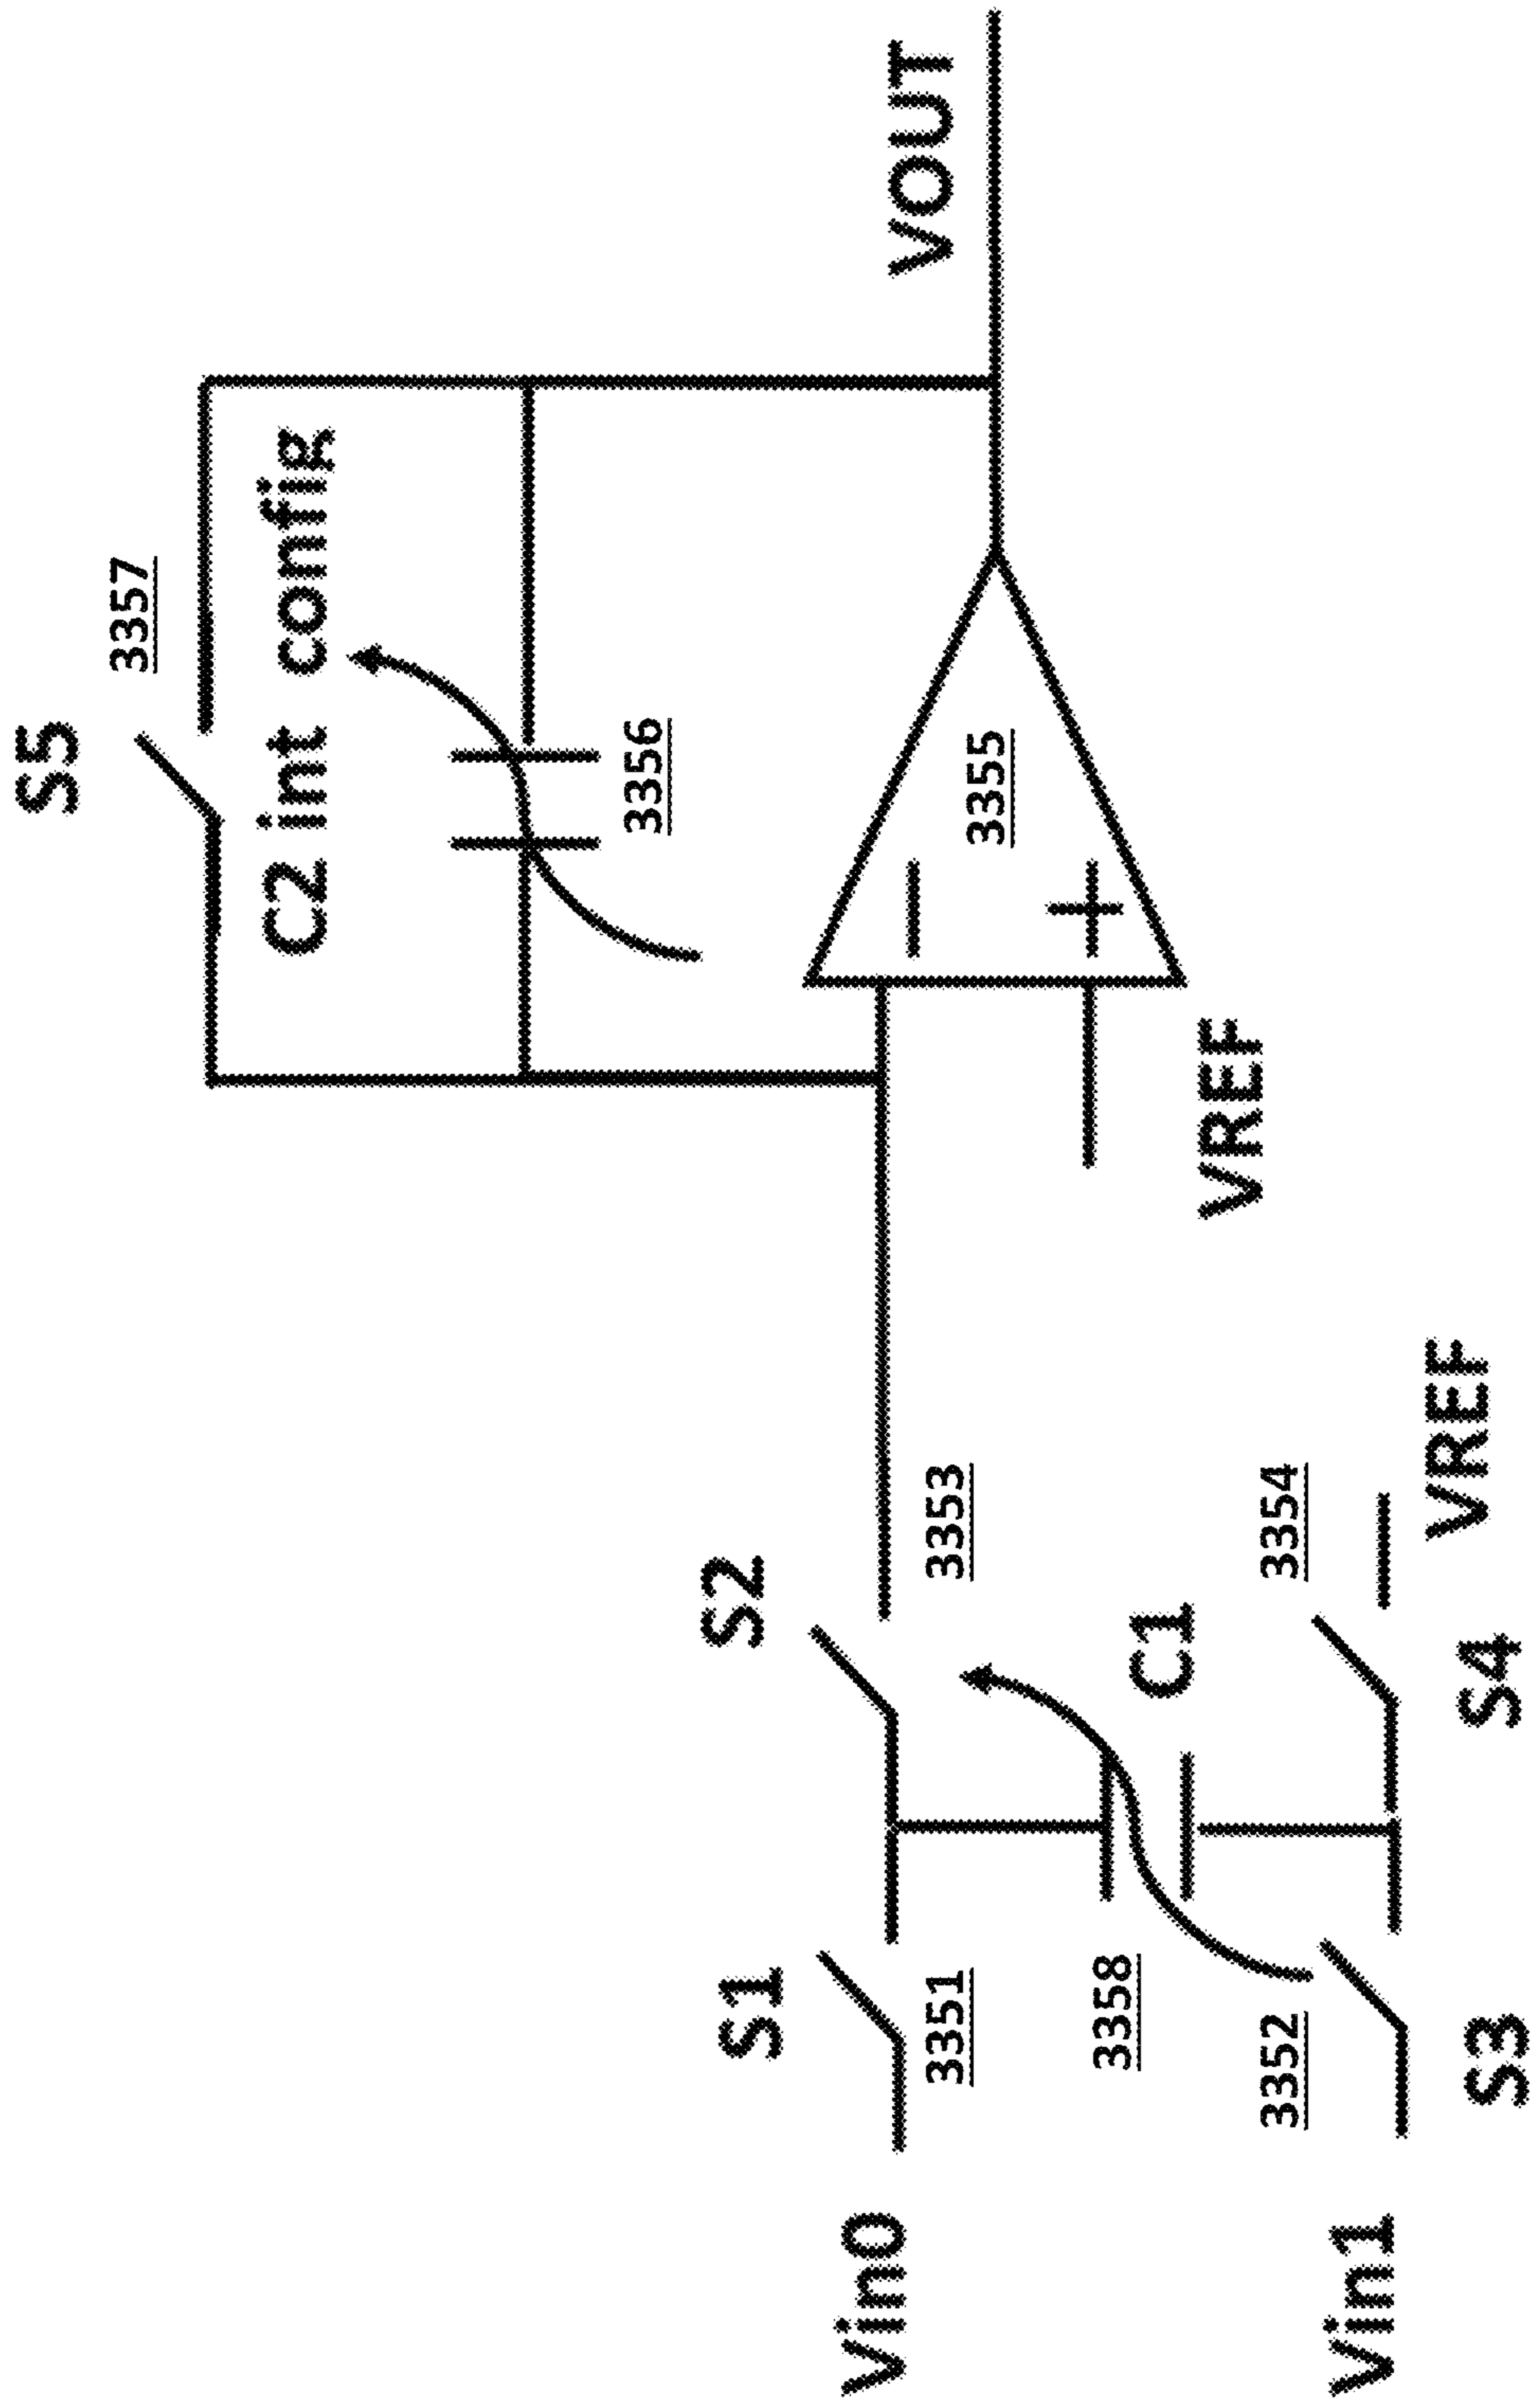 S5
3357
C2 int config
3356
VOUT
3355
VREF
S2
3353
S1
3351
C1
3358
3354
VREF
3352
S4
S3
Vin0
Vin1